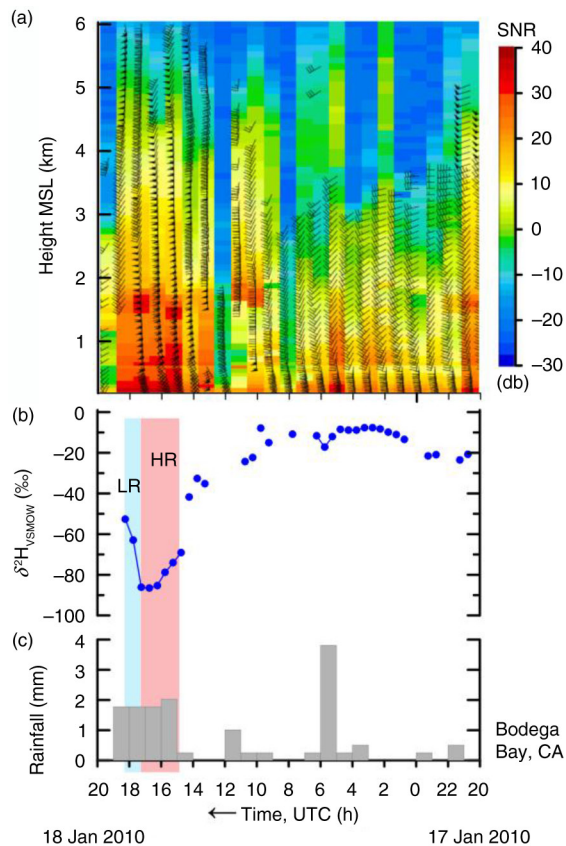 (a)
SNR
6
5
4
3
2
1
Height MSL (km)
40
30
20
10
0
−10
−20
−30
(db)
(b)
0
−20
−40
−60
−80
−100
δ²H_VSMOW (‰)
LR
HR
(c)
4
3
2
1
0
Rainfall (mm)
Bodega
Bay, CA
20 18 16 14 12 10 8 6 4 2 0 22 20
← Time, UTC (h)
18 Jan 2010 17 Jan 2010